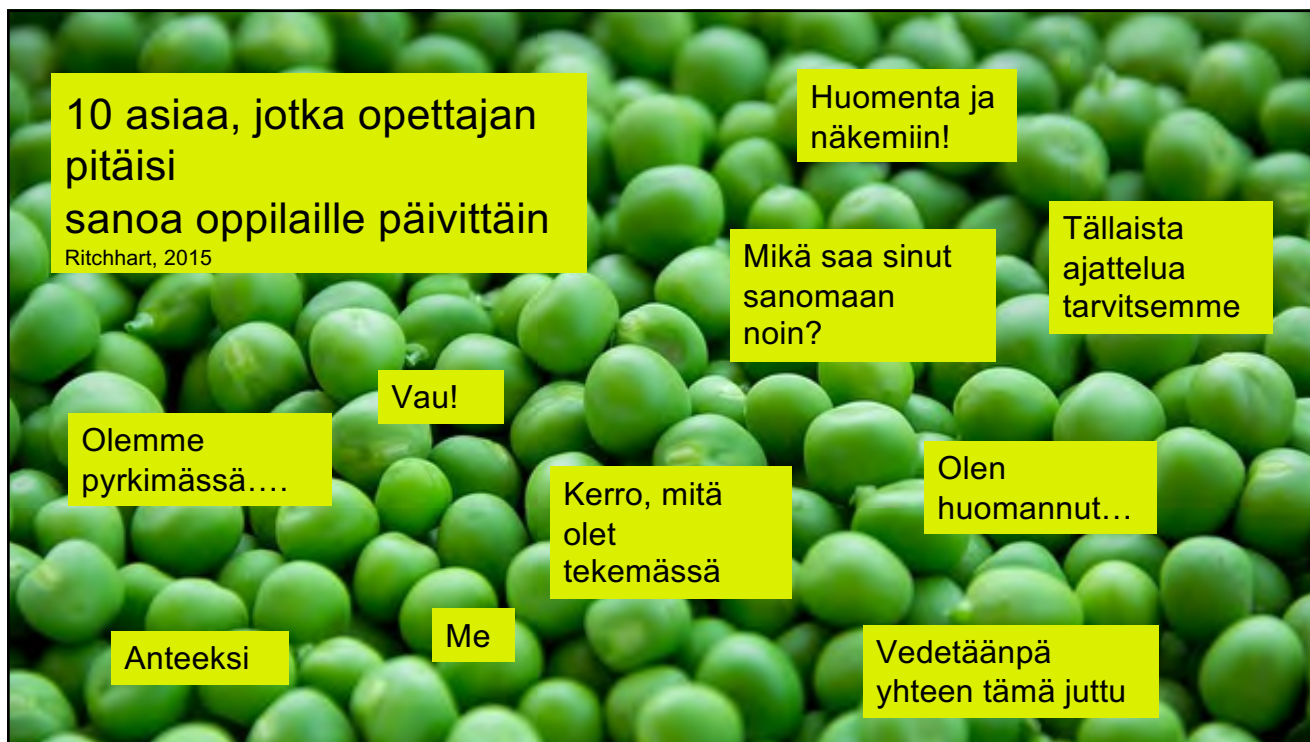 10 asiaa, jotka opettajan
pitäisi
sanoa oppilaille päivittäin
Ritchhart, 2015
Huomenta ja
näkemiin!
Mikä saa sinut
sanomaan
noin?
Tällaista
ajattelua
tarvitsemme
Vau!
Olemme
pyrkimässä….
Kerro, mitä
olet
tekemässä
Olen
huomannut…
Anteeksi
Me
Vedetäänpä
yhteen tämä juttu